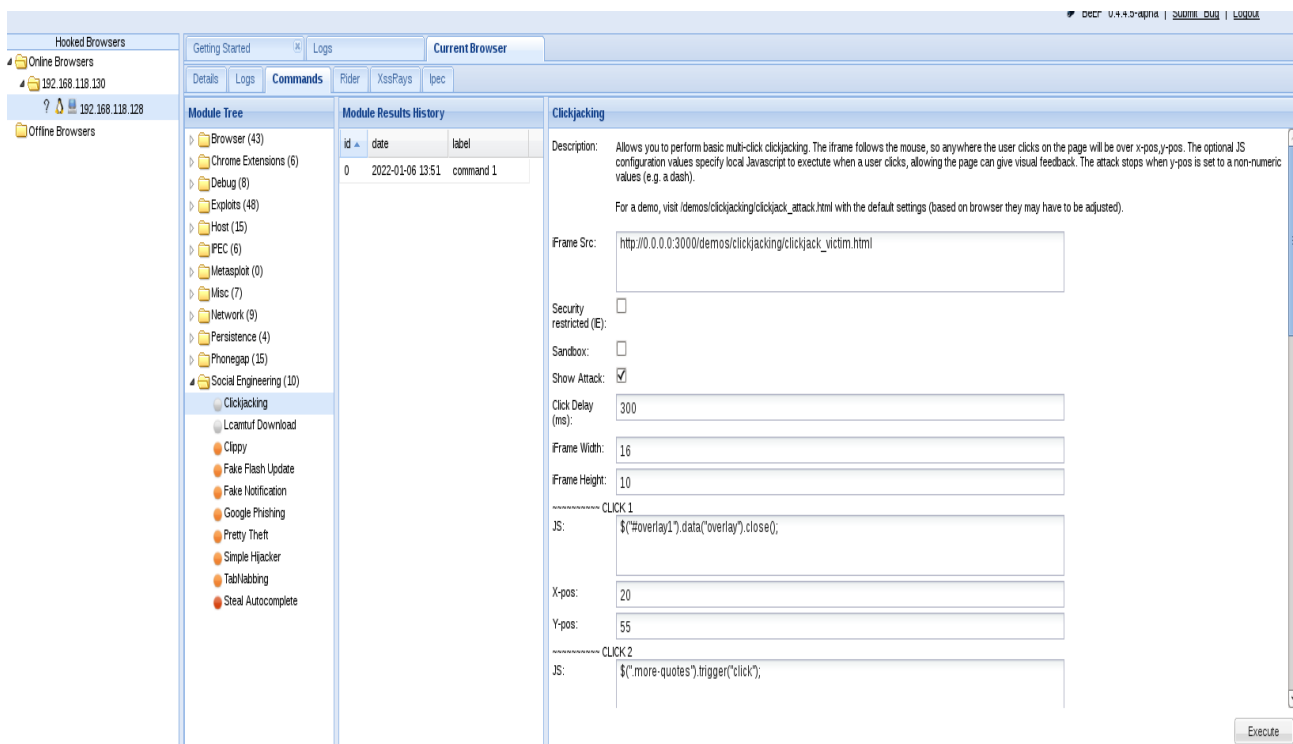 BeEF 0.4.4.5-alpha | Submit Bug | Logout
Hooked Browsers
Online Browsers
192.168.118.130
? 192.168.118.128
Offline Browsers
Getting Started
Logs
Current Browser
Details
Logs
Commands
Rider
XssRays
Ipec
Module Tree
Browser (43)
Chrome Extensions (6)
Debug (8)
Exploits (48)
Host (15)
IPEC (6)
Metasploit (0)
Misc (7)
Network (9)
Persistence (4)
Phonegap (15)
Social Engineering (10)
Clickjacking
Lcamtuf Download
Clippy
Fake Flash Update
Fake Notification
Google Phishing
Pretty Theft
Simple Hijacker
TabNabbing
Steal Autocomplete
Module Results History
id date label
0 2022-01-06 13:51 command 1
Clickjacking
Description: Allows you to perform basic multi-click clickjacking. The iframe follows the mouse, so anywhere the user clicks on the page will be over x-pos,y-pos. The optional JS
configuration values specify local Javascript to exectute when a user clicks, allowing the page can give visual feedback. The attack stops when y-pos is set to a non-numeric
values (e.g. a dash).
For a demo, visit /demos/clickjacking/clickjack_attack.html with the default settings (based on browser they may have to be adjusted).
iFrame Src: http://0.0.0.0:3000/demos/clickjacking/clickjack_victim.html
Security
restricted (IE):
Sandbox:
Show Attack:
Click Delay
(ms): 300
iFrame Width: 16
iFrame Height: 10
~~~~~~~~~~ CLICK 1
JS: $("#overlay1").data("overlay").close();
X-pos: 20
Y-pos: 55
~~~~~~~~~~ CLICK 2
JS: $(".more-quotes").trigger("click");
Execute